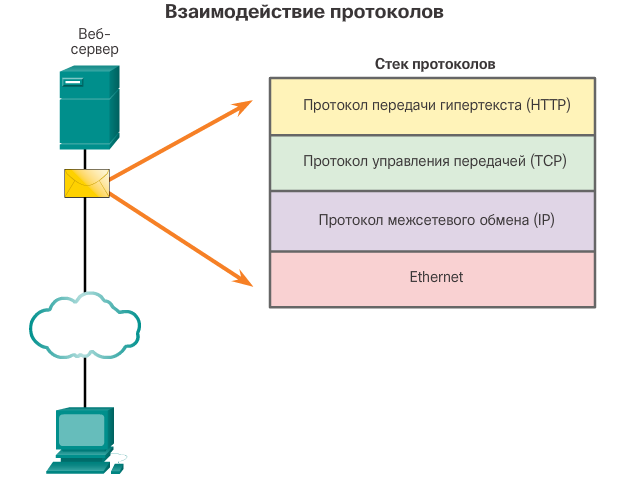 Взаимодействие протоколов
Веб-
сервер
Стек протоколов
Протокол передачи гипертекста (HTTP)
Протокол управления передачей (TCP)
Протокол межсетевого обмена (IP)
Ethernet